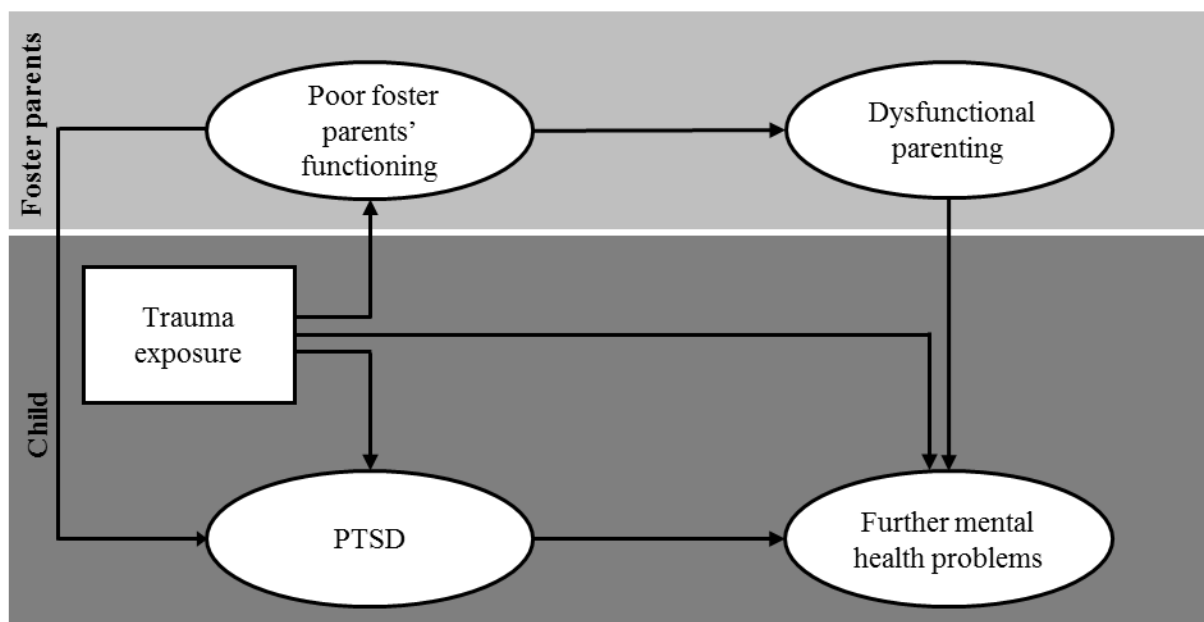 Foster parents
Poor foster
parents’
functioning
Dysfunctional
parenting
Child
Trauma
exposure
PTSD
Further mental
health problems